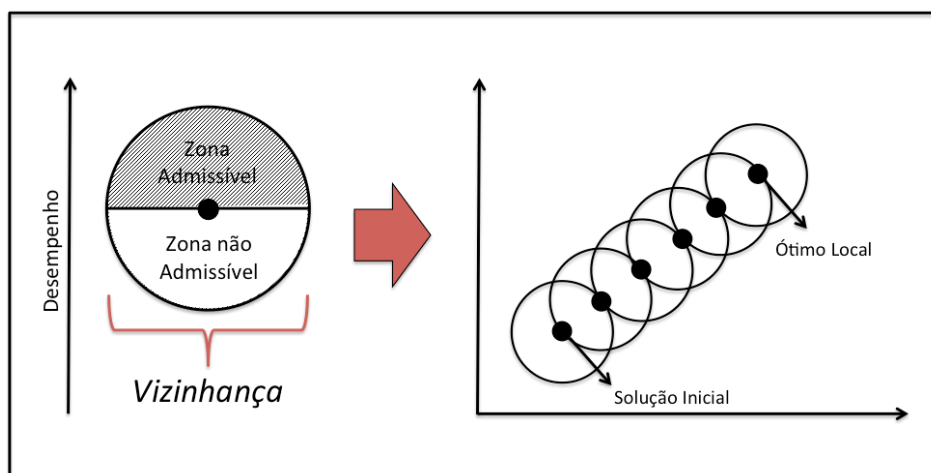 Desempenho
Zona
Admissível
Zona não
Admissível
Vizinhança
Ótimo Local
Solução Inicial